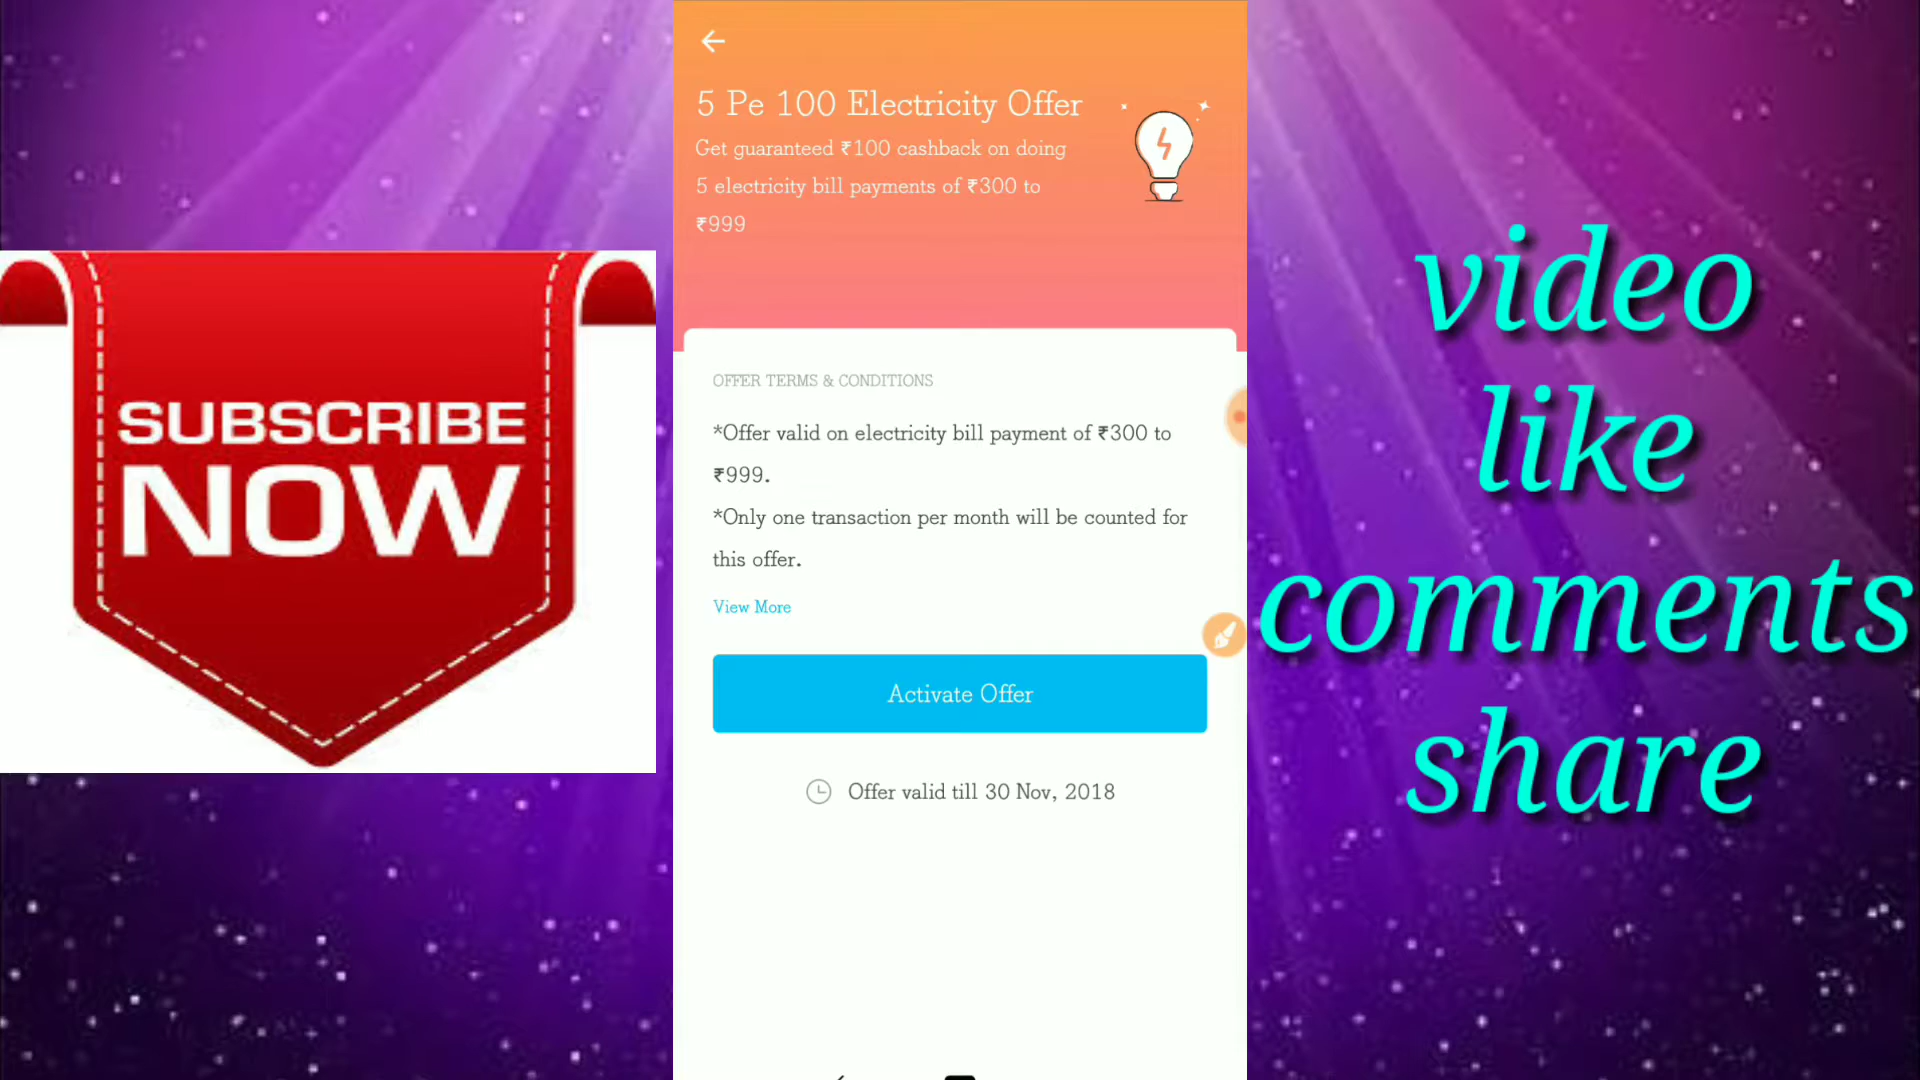 SUBSCRIBE
NOW
5 Pe 100 Electricity Offer
Get guaranteed ₹100 cashback on doing
5 electricity bill payments of ₹300 to
₹999
OFFER TERMS & CONDITIONS
*Offer valid on electricity bill payment of ₹300 to
₹999.
*Only one transaction per month will be counted for
this offer.
View More
Activate Offer
Offer valid till 30 Nov, 2018
video
like
comments
share